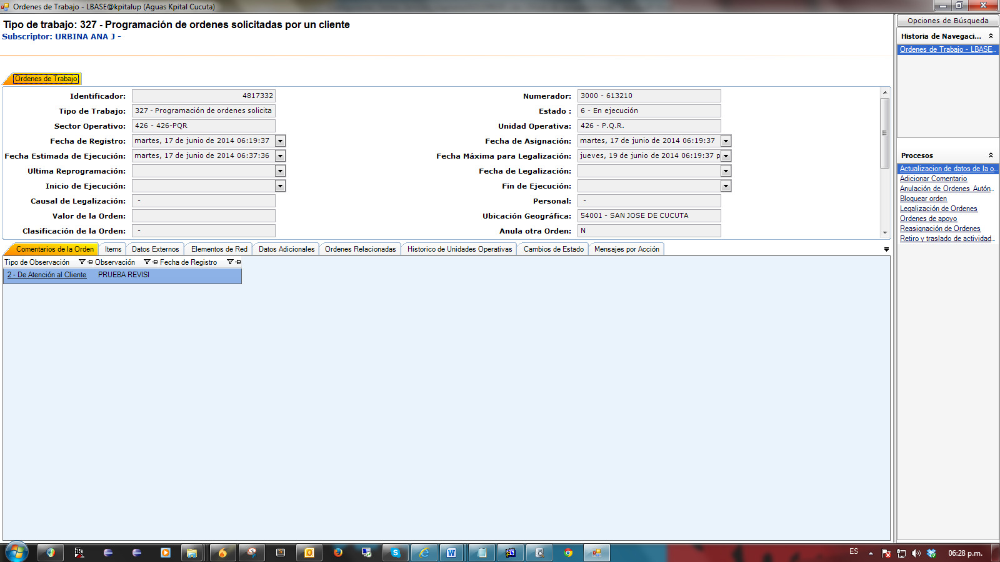 Ordenes de Trabajo - LBASE@kpitalup (Aguas Kpital Cucuta)
Tipo de trabajo: 327 - Programación de ordenes solicitadas por un cliente
Subscriptor: URBINA ANA J -
Ordenes de Trabajo
Identificador: 4817332
Numerador: 3000 - 613210
Tipo de Trabajo: 327 - Programación de ordenes solicita
Estado : 6 - En ejecución
Sector Operativo: 426 - 426-PQR
Unidad Operativa: 426 - P.Q.R.
Fecha de Registro: martes, 17 de junio de 2014 06:19:37
Fecha de Asignación: martes, 17 de junio de 2014 06:19:37
Fecha Estimada de Ejecución: martes, 17 de junio de 2014 06:37:36
Fecha Máxima para Legalización: jueves, 19 de junio de 2014 06:19:37 p
Ultima Reprogramación:
Fecha de Legalización:
Inicio de Ejecución:
Fin de Ejecución:
Causal de Legalización: -
Personal: -
Valor de la Orden:
Ubicación Geográfica: 54001 - SAN JOSE DE CUCUTA
Clasificación de la Orden: -
Anula otra Orden: N
Comentarios de la Orden Items Datos Externos Elementos de Red Datos Adicionales Ordenes Relacionadas Historico de Unidades Operativas Cambios de Estado Mensajes por Acción
Tipo de Observación Observación Fecha de Registro
2 - De Atención al Cliente PRUEBA REVISI
Opciones de Búsqueda
Historia de Navegaci...
Ordenes de Trabajo - LBASE...
Procesos
Actualizacion de datos de la o...
Adicionar Comentario
Anulación de Ordenes Autón...
Bloquear orden
Legalización de Ordenes
Ordenes de apoyo
Reasignación de Ordenes
Retiro y traslado de actividad...
ES
06:28 p.m.